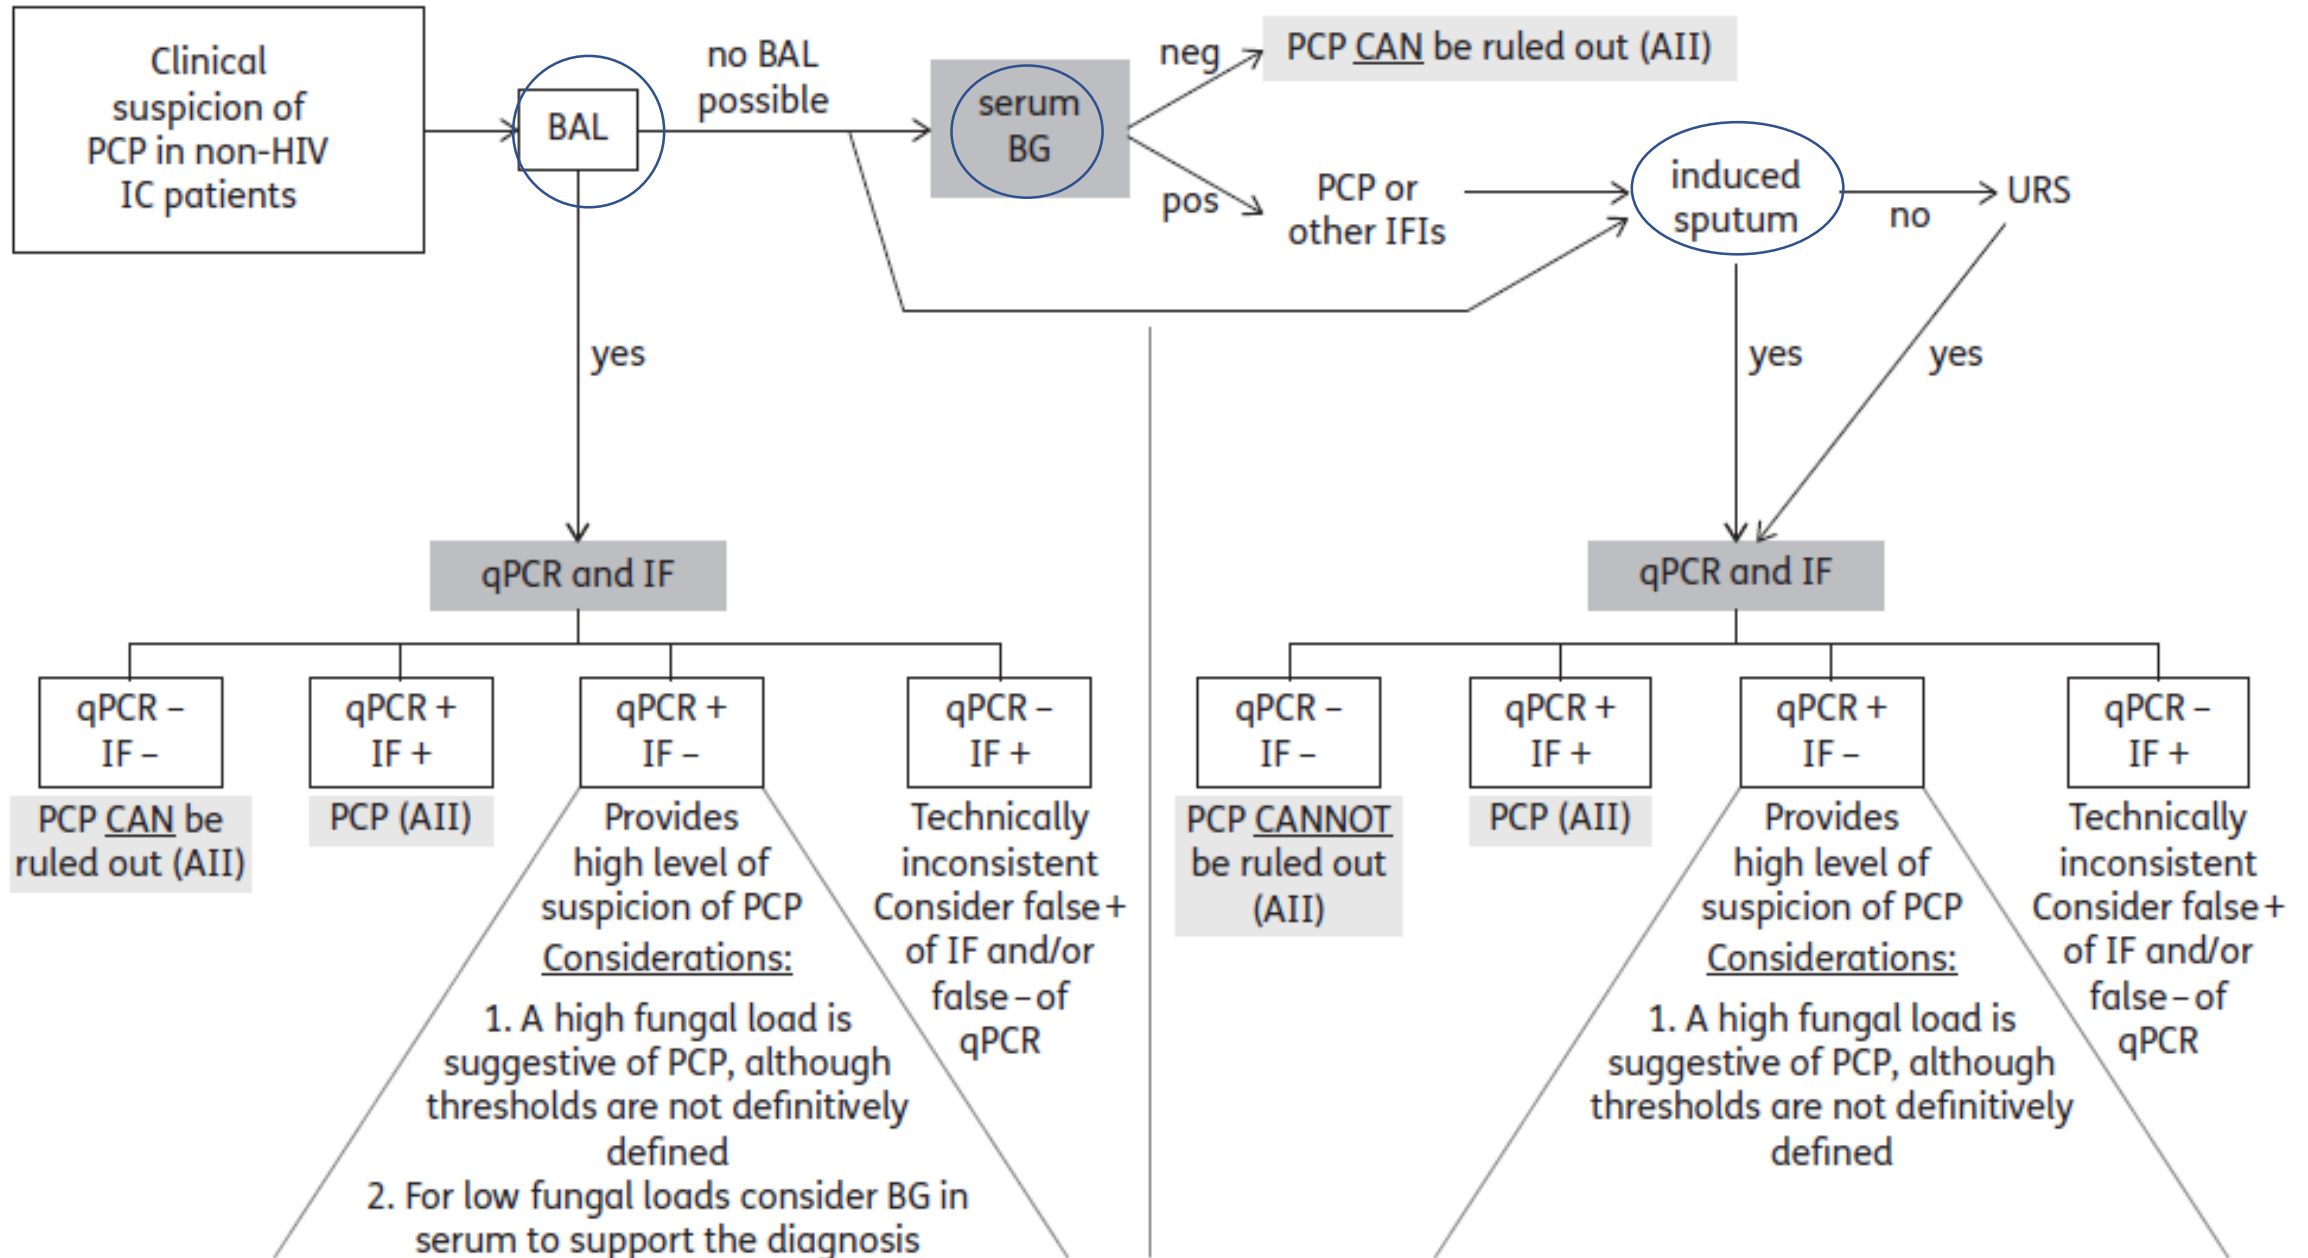 Clinical
suspicion of
PCP in non-HIV
IC patients
BAL
no BAL
possible
serum
BG
neg
PCP CAN be ruled out (AII)
pos
PCP or
other IFIs
induced
sputum
no
URS
yes
yes
yes
qPCR and IF
qPCR –
IF –
PCP CAN be
ruled out (AII)
qPCR +
IF +
PCP (AII)
qPCR +
IF –
Provides
high level of
suspicion of PCP
Considerations:
1. A high fungal load is
suggestive of PCP, although
thresholds are not definitively
defined
2. For low fungal loads consider BG in
serum to support the diagnosis
qPCR –
IF +
Technically
inconsistent
Consider false +
of IF and/or
false – of
qPCR
qPCR and IF
qPCR –
IF –
PCP CANNOT
be ruled out
(AII)
qPCR +
IF +
PCP (AII)
qPCR +
IF –
Provides
high level of
suspicion of PCP
Considerations:
1. A high fungal load is
suggestive of PCP, although
thresholds are not definitively
defined
qPCR –
IF +
Technically
inconsistent
Consider false +
of IF and/or
false – of
qPCR